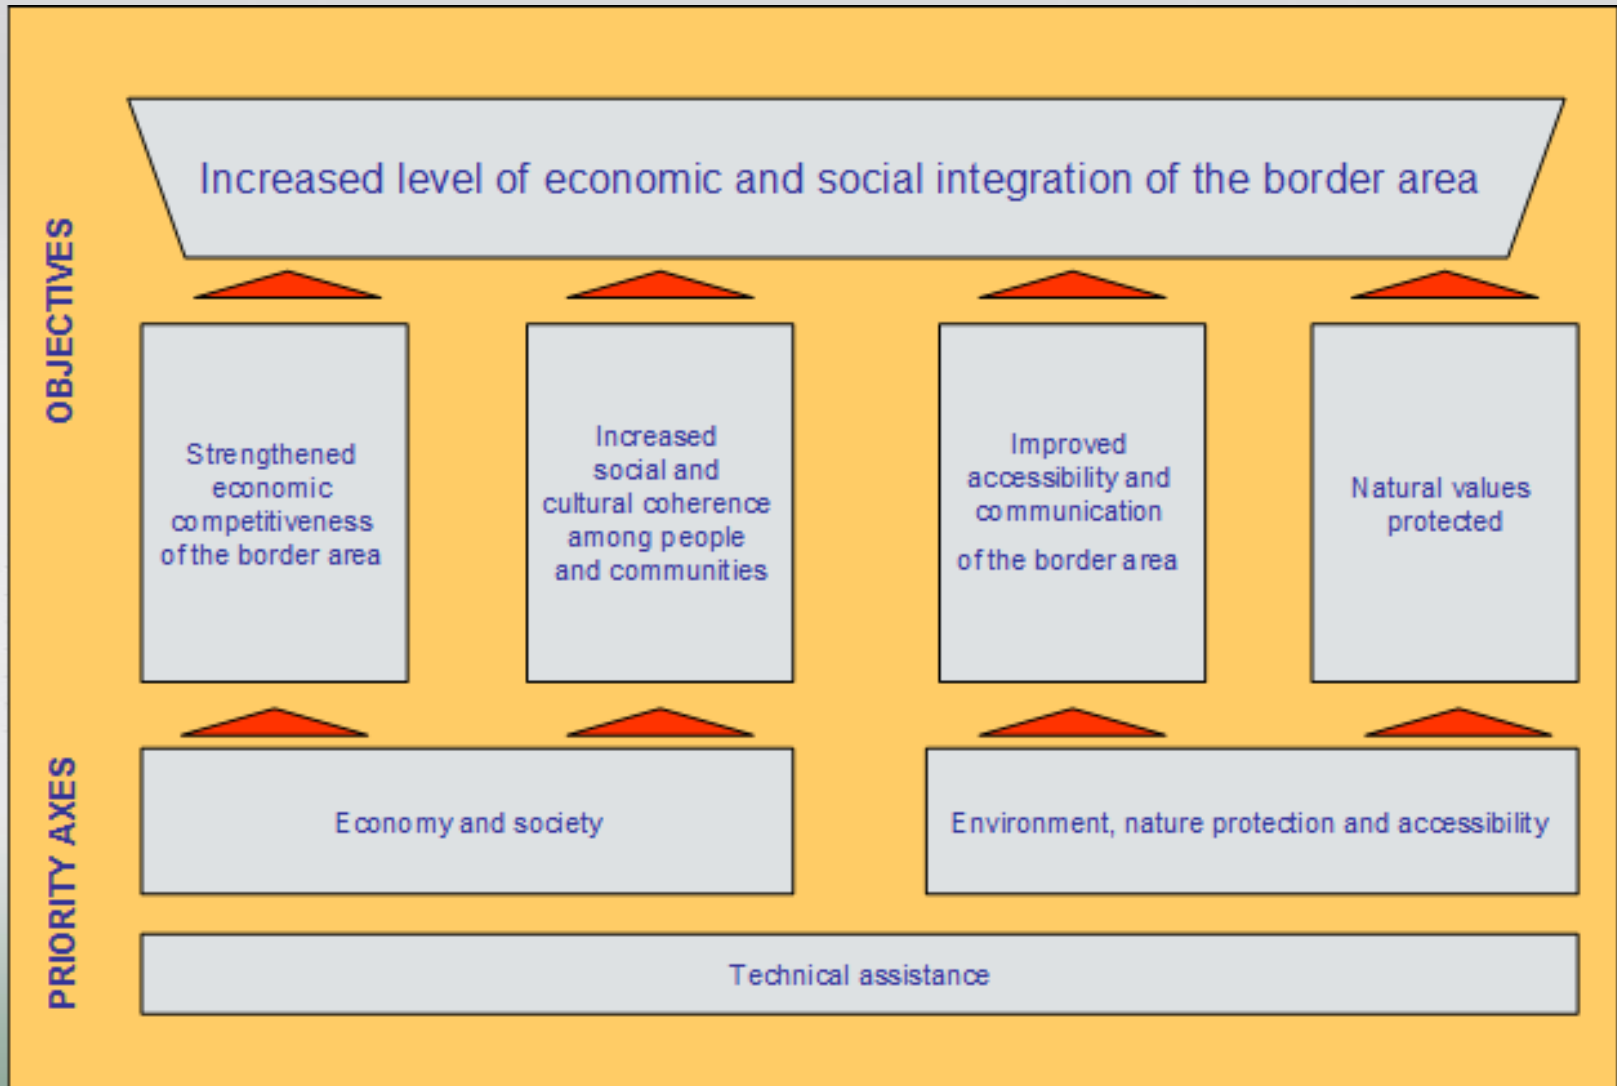 OBJECTIVES
Increased level of economic and social integration of the border area
Strengthened
economic
competitiveness
of the border area
Increased
social and
cultural coherence
among people
and communities
Improved
accessibility and
communication
of the border area
Natural values
protected
PRIORITY AXES
Economy and society
Environment, nature protection and accessibility
Technical assistance